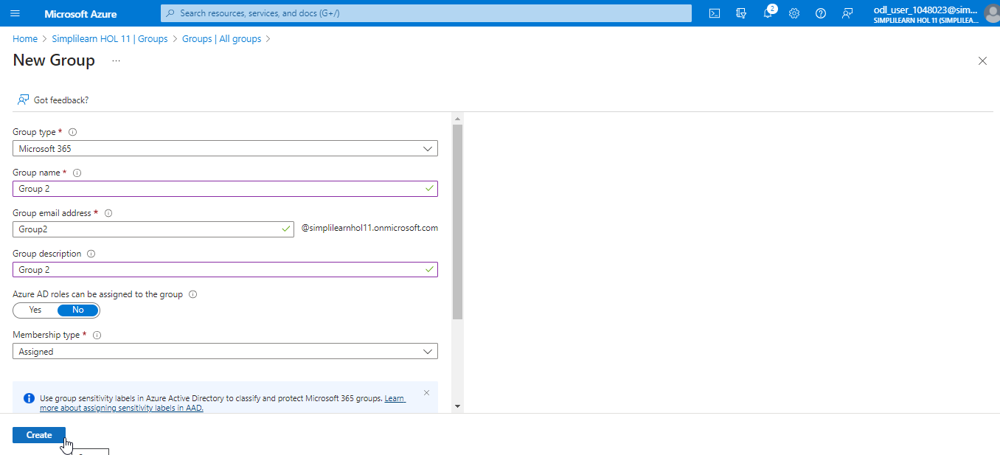 Microsoft Azure
Search resources, services, and docs (G+/)
2
odl_user_1048023@sim...
SIMPLILEARN HOL 11 (SIMPLILEA...
Home > Simplilearn HOL 11 | Groups > Groups | All groups >
New Group ...
Got feedback?
Group type *
Microsoft 365
Group name *
Group 2
Group email address *
Group2 @simplilearnhol11.onmicrosoft.com
Group description
Group 2
Azure AD roles can be assigned to the group
Yes No
Membership type *
Assigned
Use group sensitivity labels in Azure Active Directory to classify and protect Microsoft 365 groups. Learn
more about assigning sensitivity labels in AAD.
Create